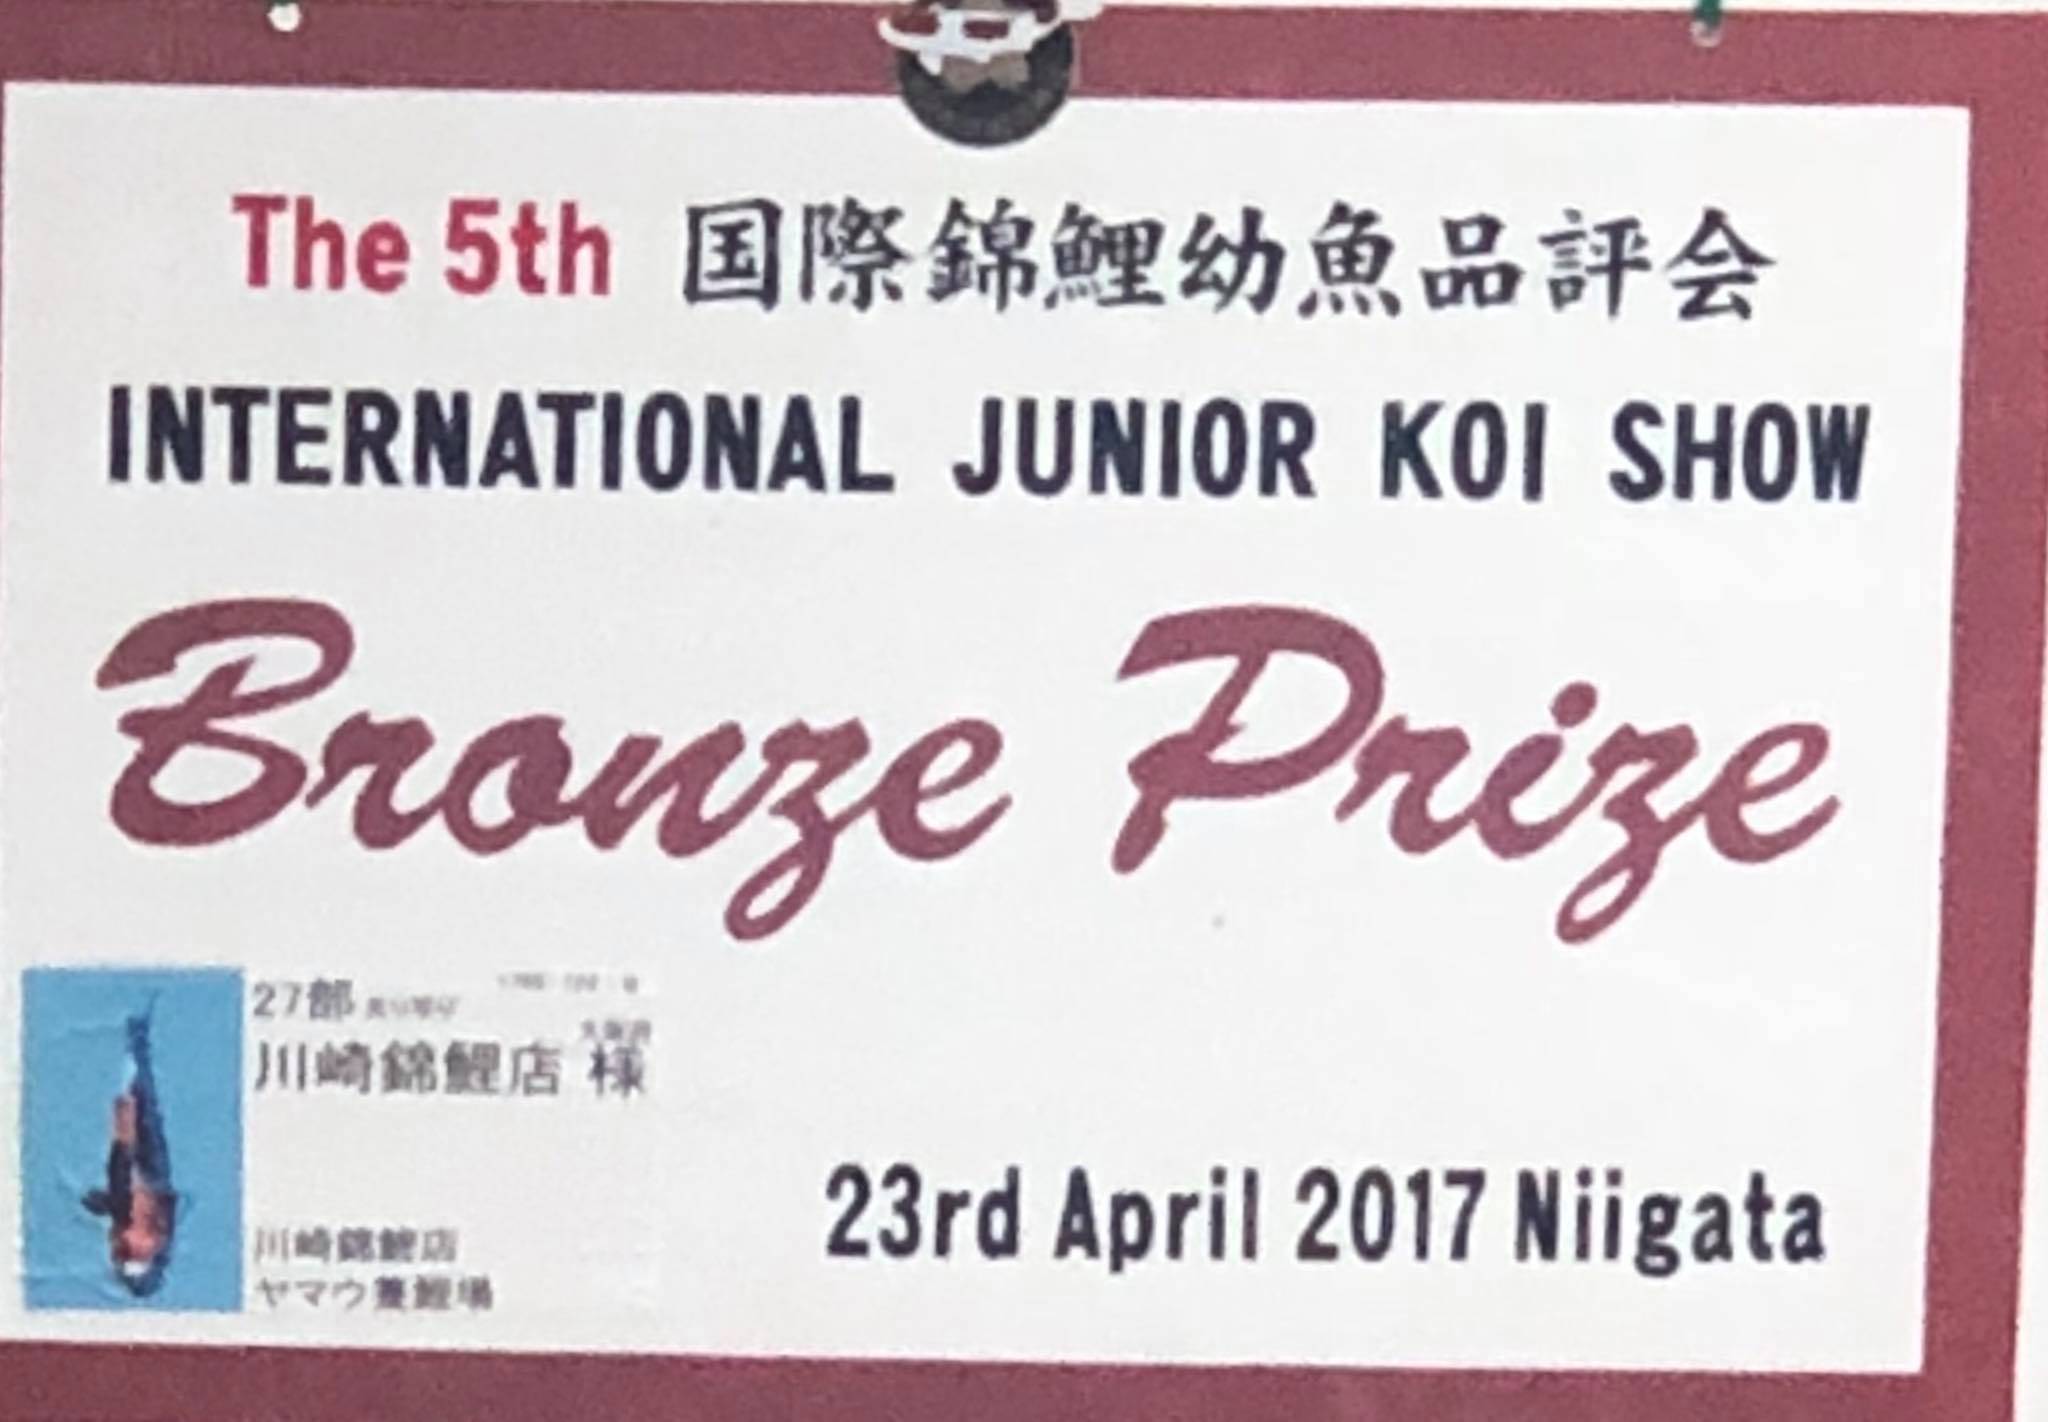 The 5th 国際錦鯉幼魚品評会
INTERNATIONAL JUNIOR KOI SHOW
Bronze Prize
27部
川崎錦鯉店 様
川崎錦鯉店
ヤマウ養鯉場
23rd April 2017 Niigata